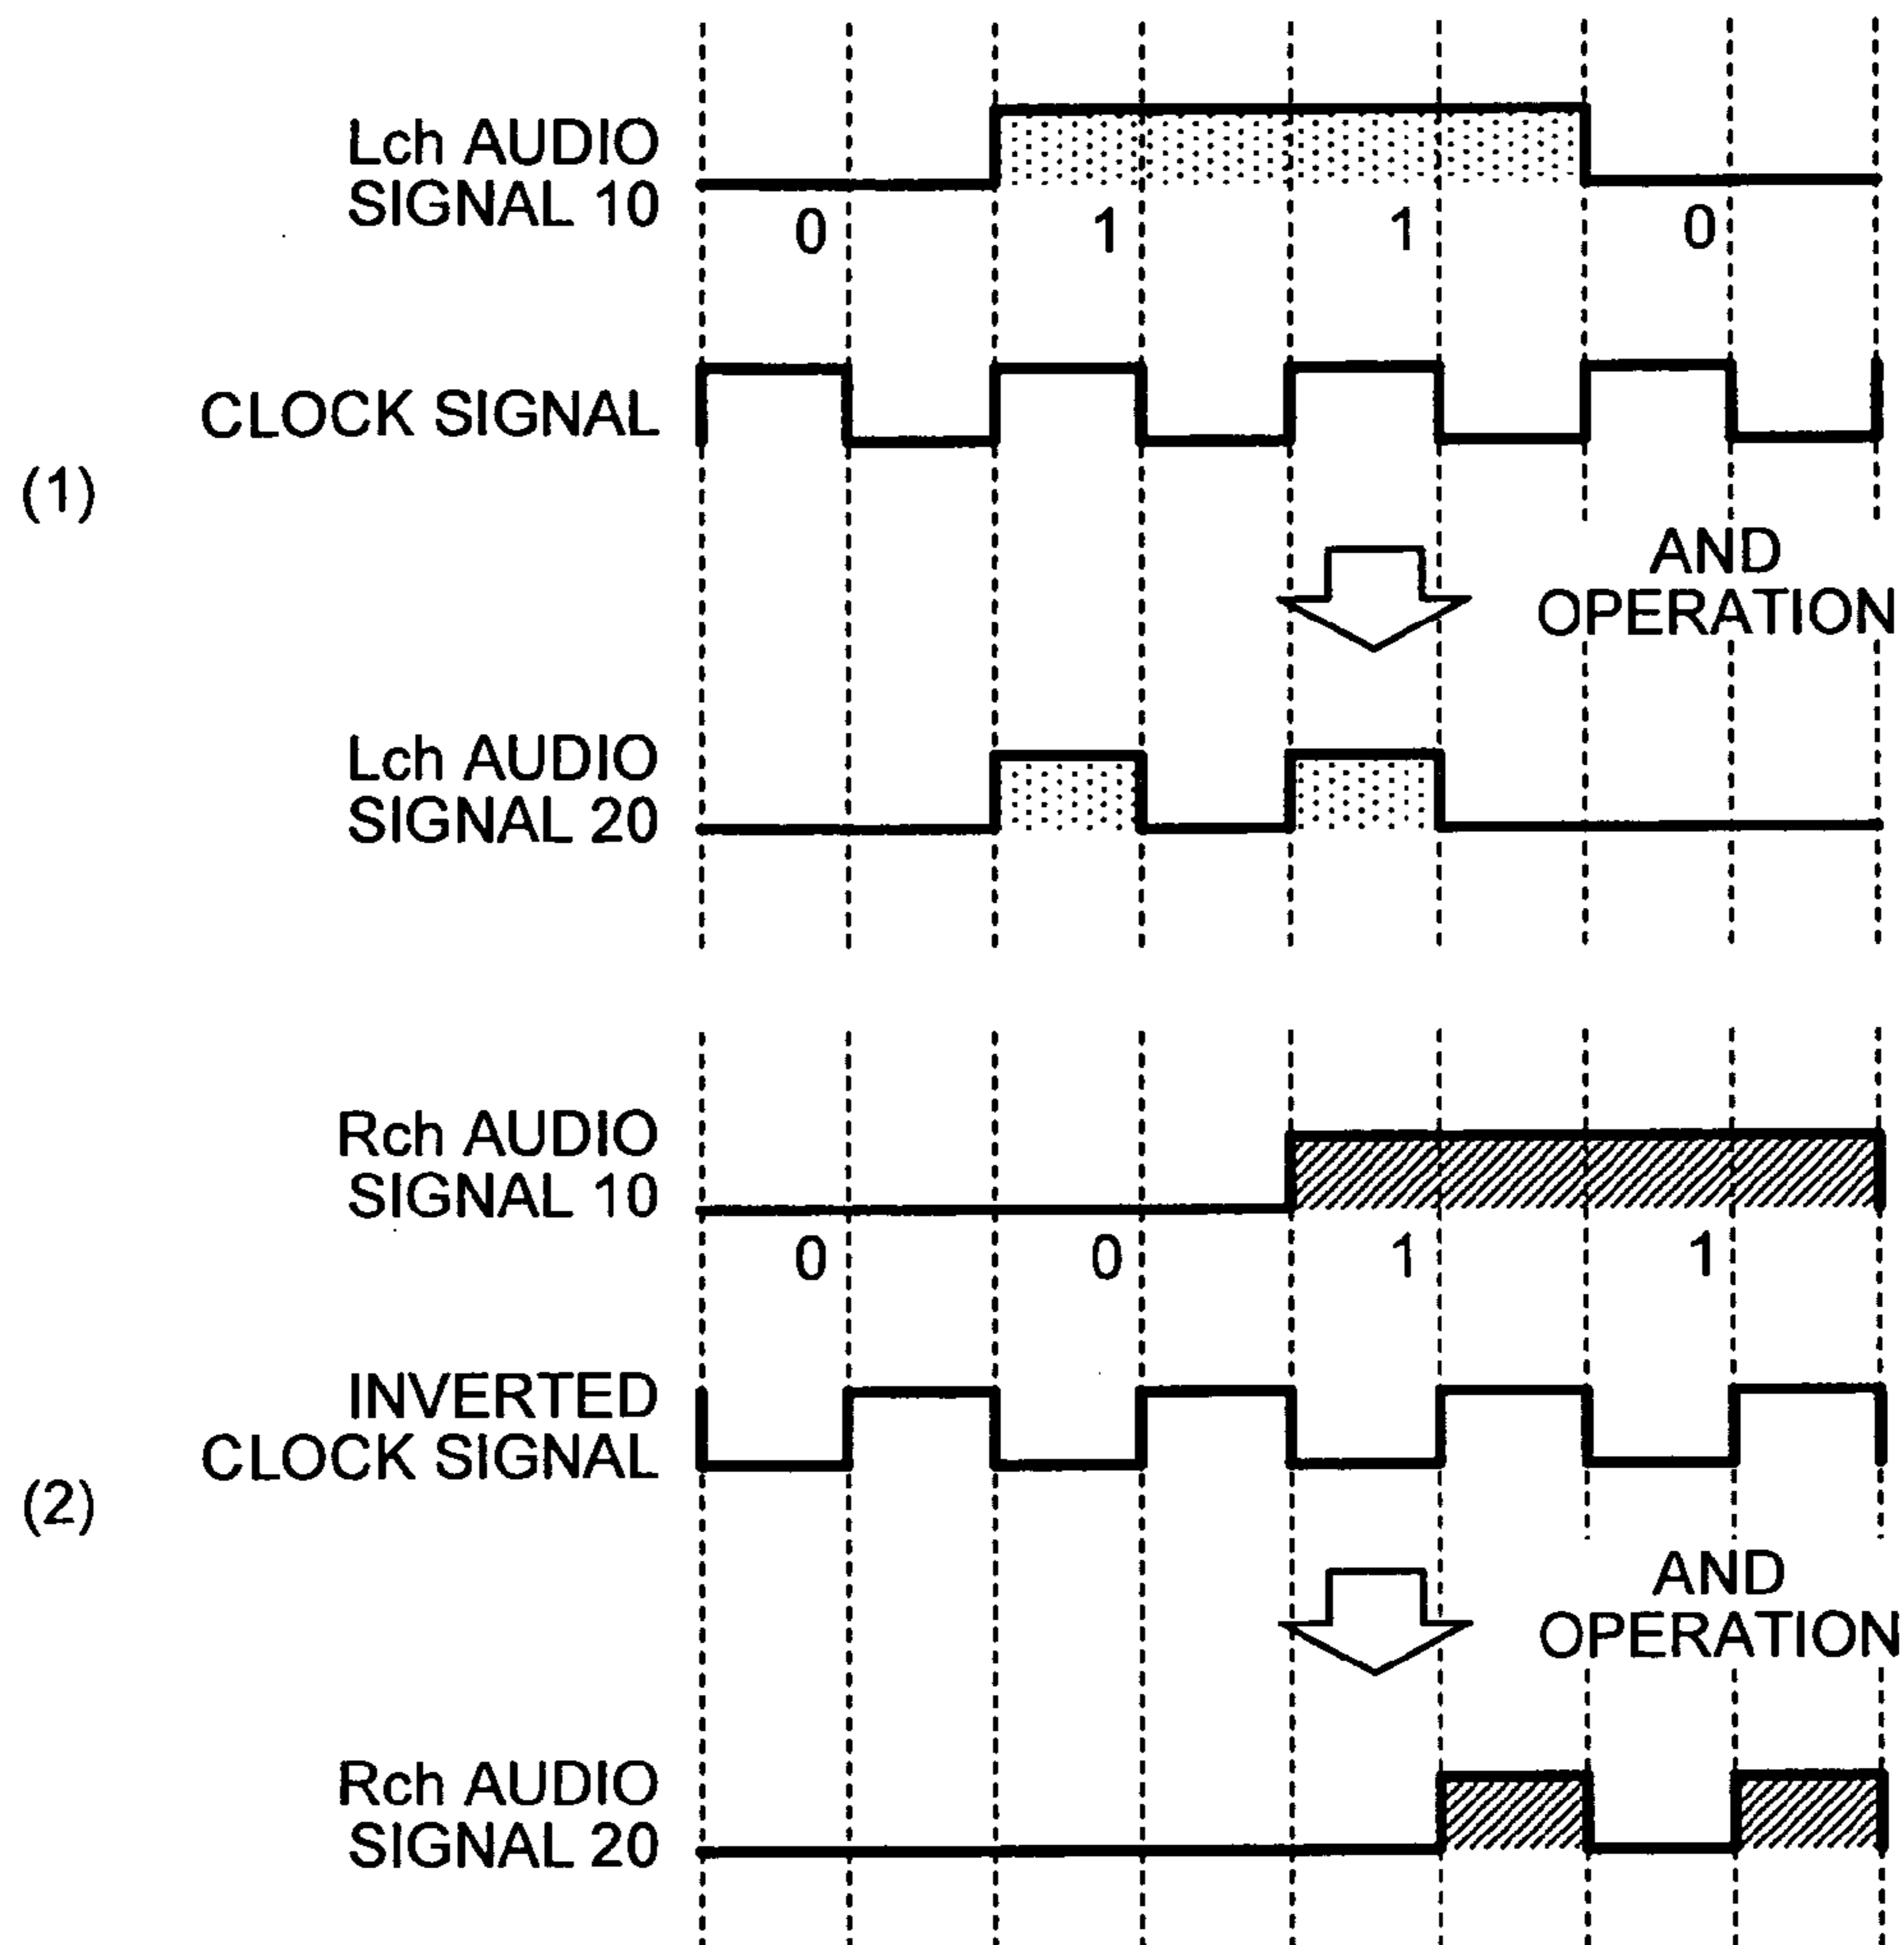 Lch AUDIO
SIGNAL 10
0 1 1 0
CLOCK SIGNAL
(1)
AND
OPERATION
Lch AUDIO
SIGNAL 20
Rch AUDIO
SIGNAL 10
0 0 1 1
INVERTED
CLOCK SIGNAL
(2)
AND
OPERATION
Rch AUDIO
SIGNAL 20